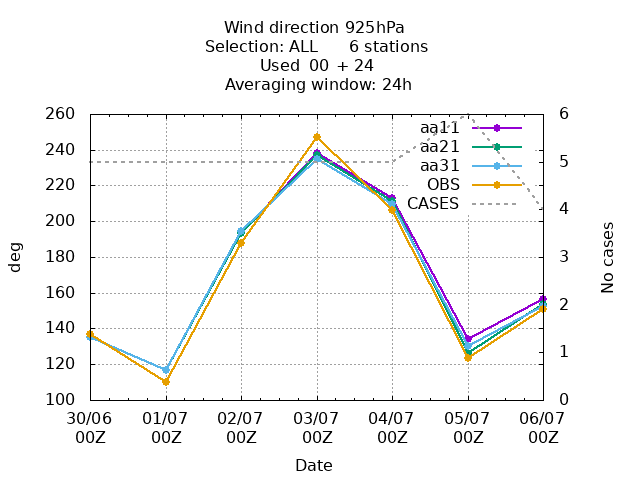 Wind direction 925hPa
Selection: ALL 6 stations
Used 00 + 24
Averaging window: 24h
260
240
220
200
180
160
140
120
100
deg
6
5
4
3
2
1
0
No cases
aa11
aa21
aa31
OBS
CASES
30/06 01/07 02/07 03/07 04/07 05/07 06/07
00Z 00Z 00Z 00Z 00Z 00Z 00Z
Date